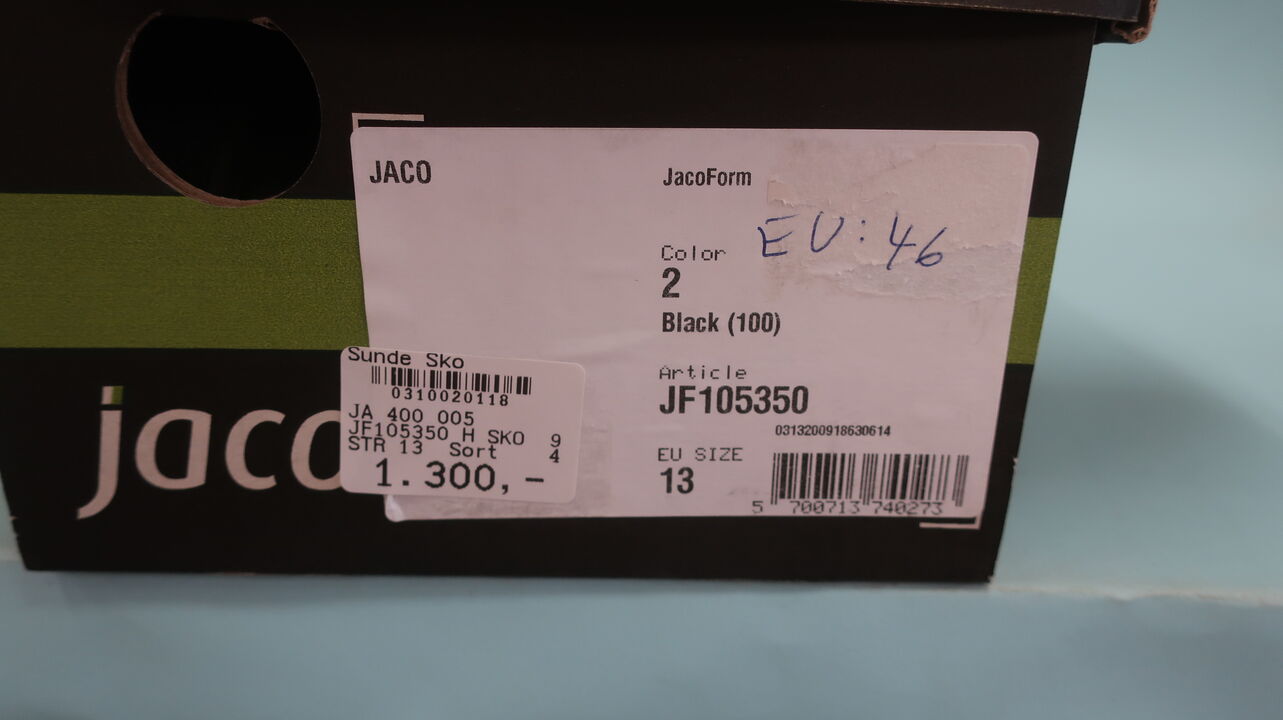 JACO
JacoForm
EU: 46
Color
2
Black (100)
Article
JF105350
0313200918630614
EU SIZE
13
5 700713 740273
jaco
Sunde Sko
0310020118
JA 400 005
JF105350 H SKO 9
STR 13 Sort 4
1.300,-